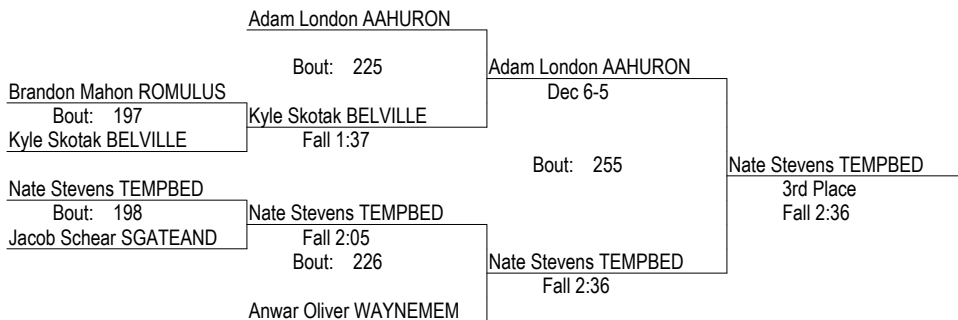 Adam London AAHURON
Bout: 225
Adam London AAHURON
Brandon Mahon ROMULUS
Dec 6-5
Bout: 197
Kyle Skotak BELVILLE
Kyle Skotak BELVILLE
Fall 1:37
Bout: 255
Nate Stevens TEMPBED
Nate Stevens TEMPBED
3rd Place
Bout: 198
Nate Stevens TEMPBED
Fall 2:36
Jacob Schear SGATEAND
Fall 2:05
Bout: 226
Nate Stevens TEMPBED
Fall 2:36
Anwar Oliver WAYNEMEM